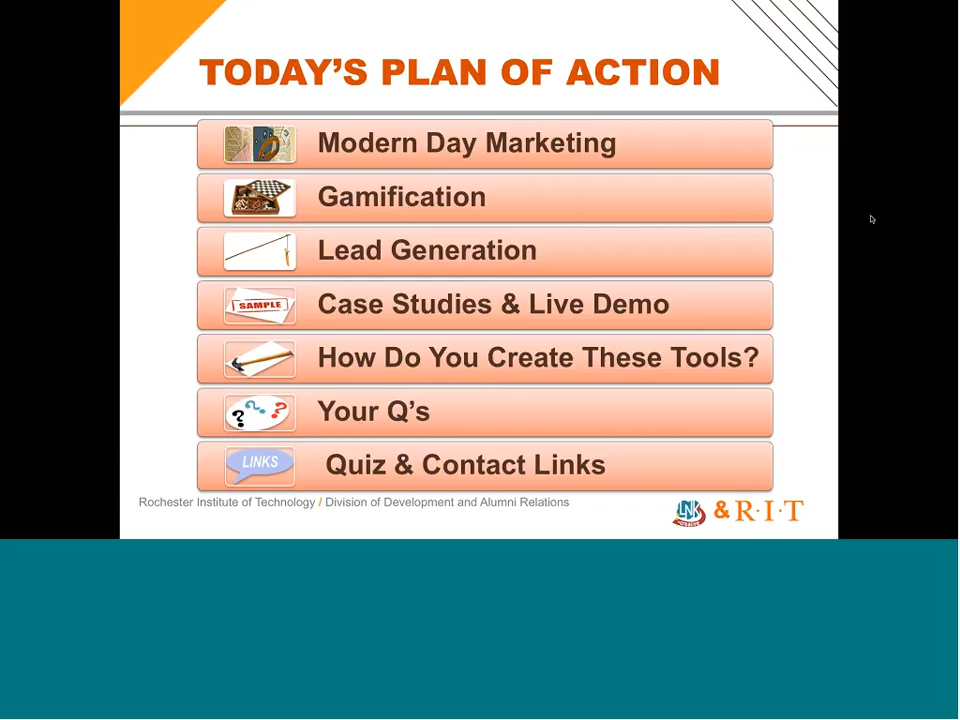 TODAY'S PLAN OF ACTION
Modern Day Marketing
Gamification
Lead Generation
SAMPLE
Case Studies & Live Demo
How Do You Create These Tools?
? ? ?
Your Q's
LINKS
Quiz & Contact Links
Rochester Institute of Technology / Division of Development and Alumni Relations
LNK
& R·I·T